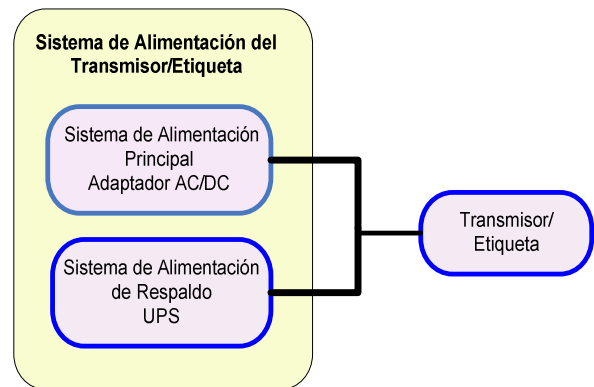 Sistema de Alimentación del
Transmisor/Etiqueta
Sistema de Alimentación
Principal
Adaptador AC/DC
Sistema de Alimentación
de Respaldo
UPS
Transmisor/
Etiqueta